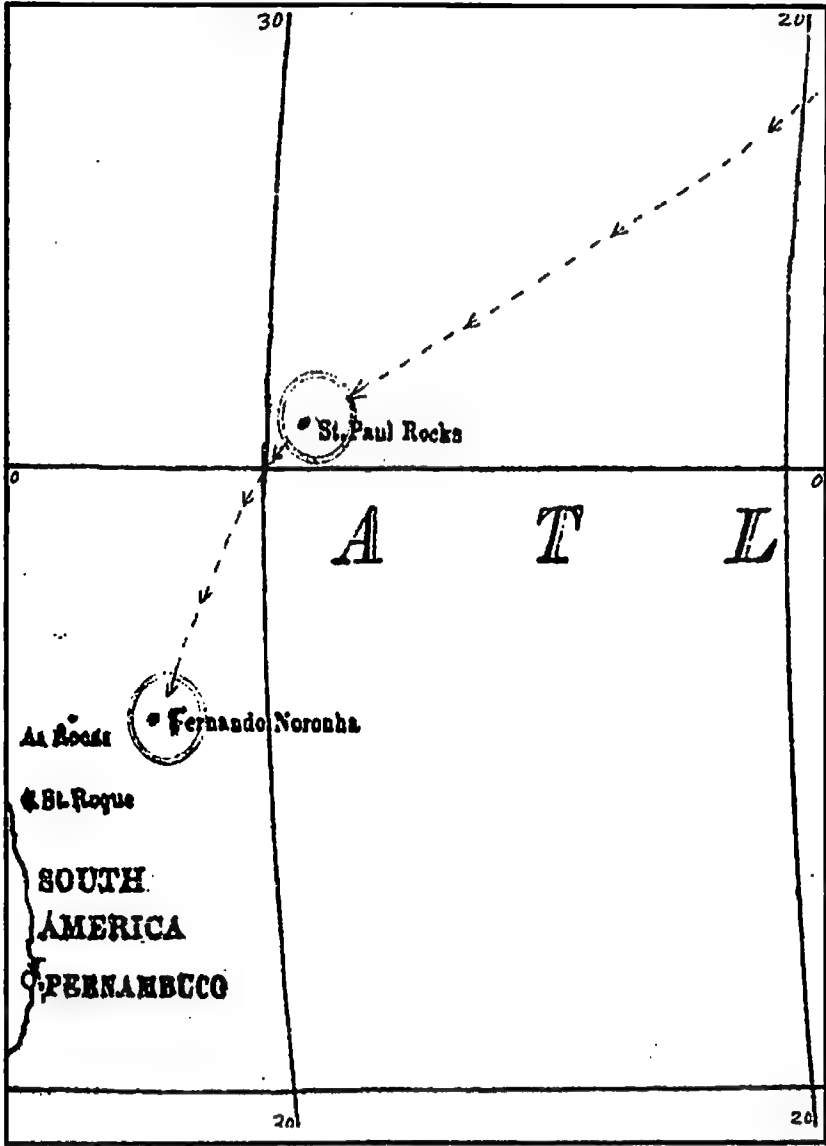 30 20
St. Paul Rocks
0 0
A T L
Fernando Noronha
As Rocas
St. Roque
SOUTH
AMERICA
PERNAMBUCO
20 20